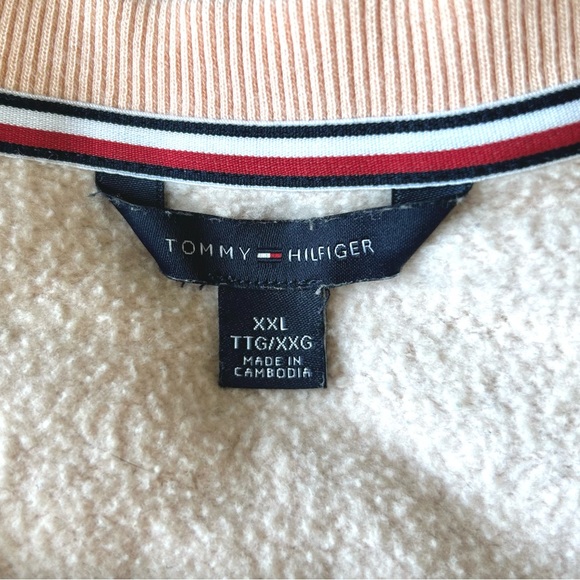 TOMMY HILFIGER
XXL
TTG/XXG
MADE IN
CAMBODIA